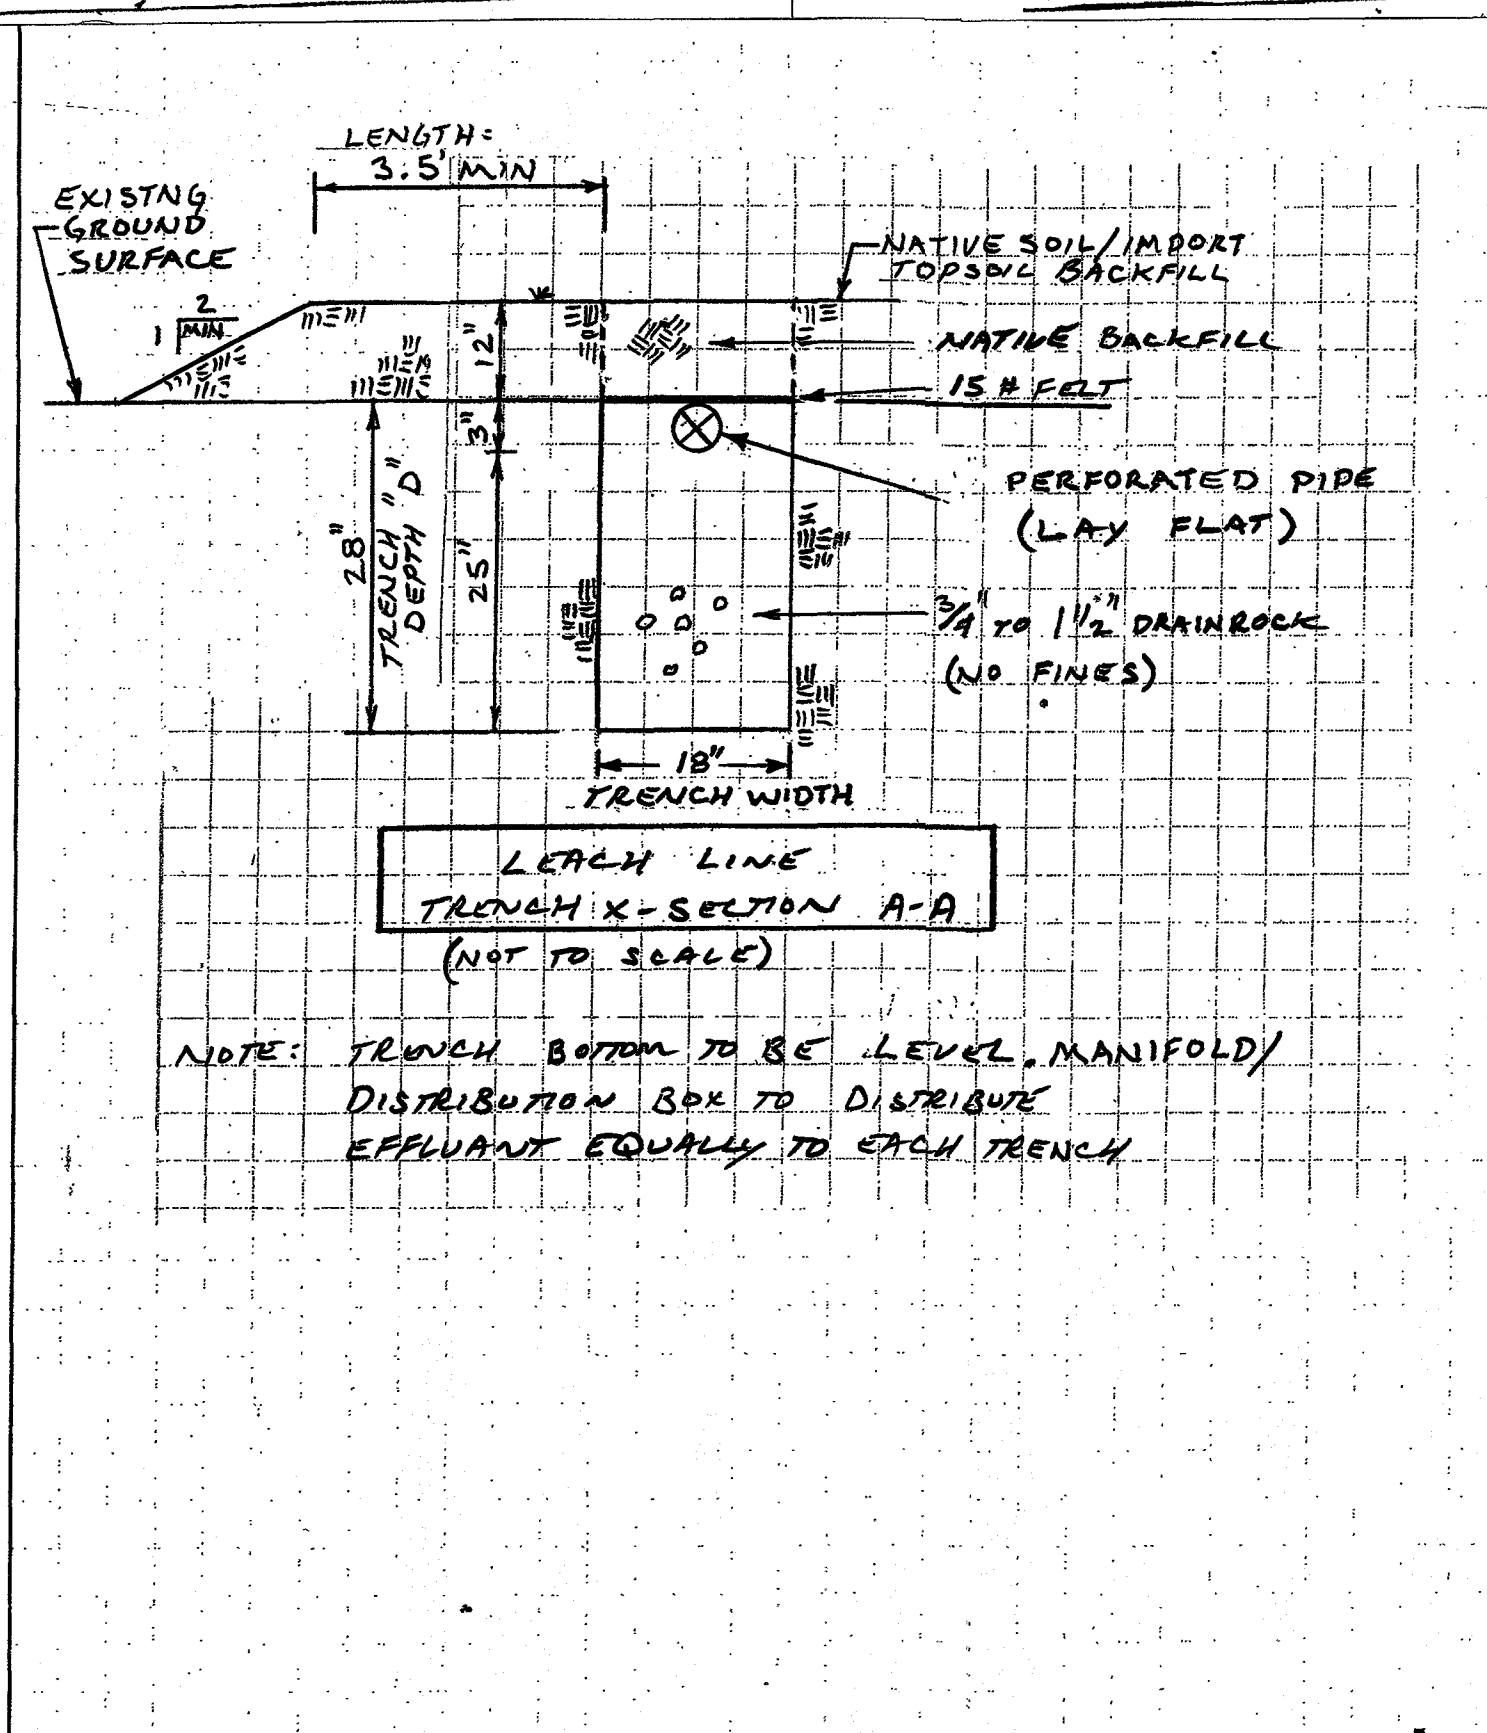 LENGTH=
3.5' MIN
EXISTNG
GROUND
SURFACE
2
1
MIN
NATIVE SOIL/IMPORT
TOPSOIL BACKFILL
12"
NATIVE BACKFILL
15 # FELT
3"
PERFORATED PIPE
(LAY FLAT)
28"
TRENCH "D"
DEPTH
25"
3/4" TO 1 1/2" DRAINROCK
(NO FINES)
18"
TRENCH WIDTH
LEACH LINE
TRENCH X-SECTION A-A
(NOT TO SCALE)
NOTE: TRENCH BOTTOM TO BE LEVEL. MANIFOLD/
DISTRIBUTION BOX TO DISTRIBUTE
EFFLUANT EQUALLY TO EACH TRENCH